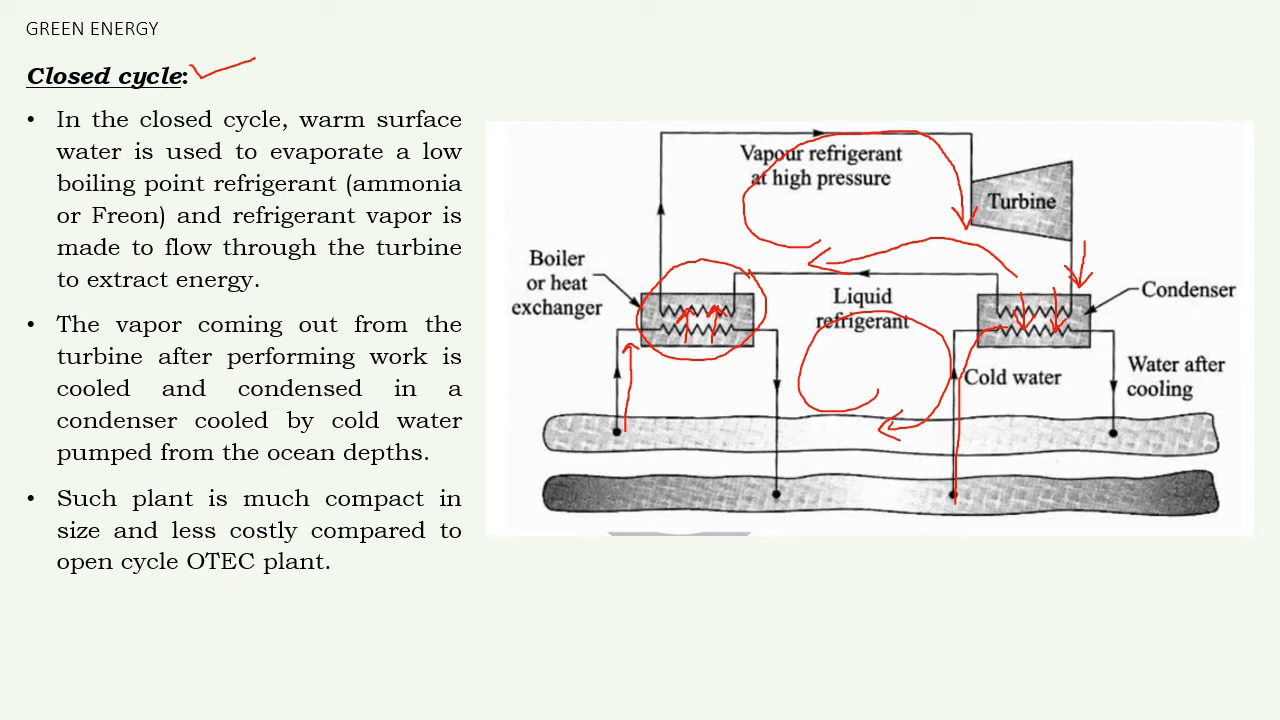 GREEN ENERGY
Closed cycle:
• In the closed cycle, warm surface
water is used to evaporate a low
boiling point refrigerant (ammonia
or Freon) and refrigerant vapor is
made to flow through the turbine
to extract energy.
• The vapor coming out from the
turbine after performing work is
cooled and condensed in a
condenser cooled by cold water
pumped from the ocean depths.
• Such plant is much compact in
size and less costly compared to
open cycle OTEC plant.
Vapour refrigerant
at high pressure
Turbine
Boiler
or heat
exchanger
Liquid
refrigerant
Condenser
Cold water
Water after
cooling